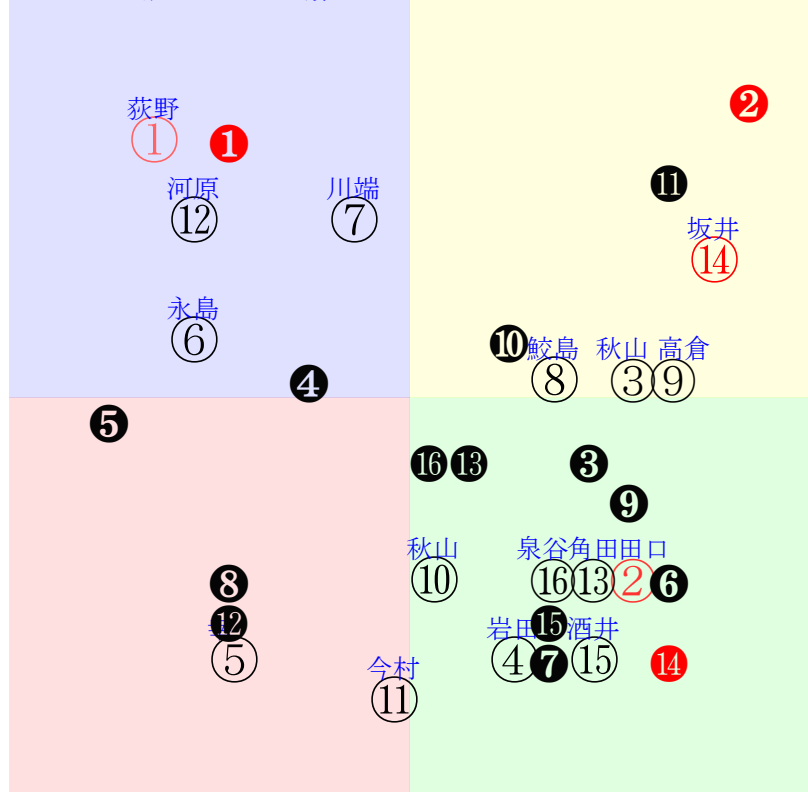 荻野
❷
① ❶
⓫
河原 川端
⑫ ⑦
坂井
⑭
永島
⑥
❿ 鮫島 秋山 高倉
⑧ ③ ⑨
❹
❺
⓰ ⓭ ❸
❾
秋山 泉谷 角田 田口
❽ ⑩ ⑯ ⑬ ② ❻
⓬ 岩田 ⓯ 酒井
⑤ ④ ❼ ⑮ ⓮
今村
⑪